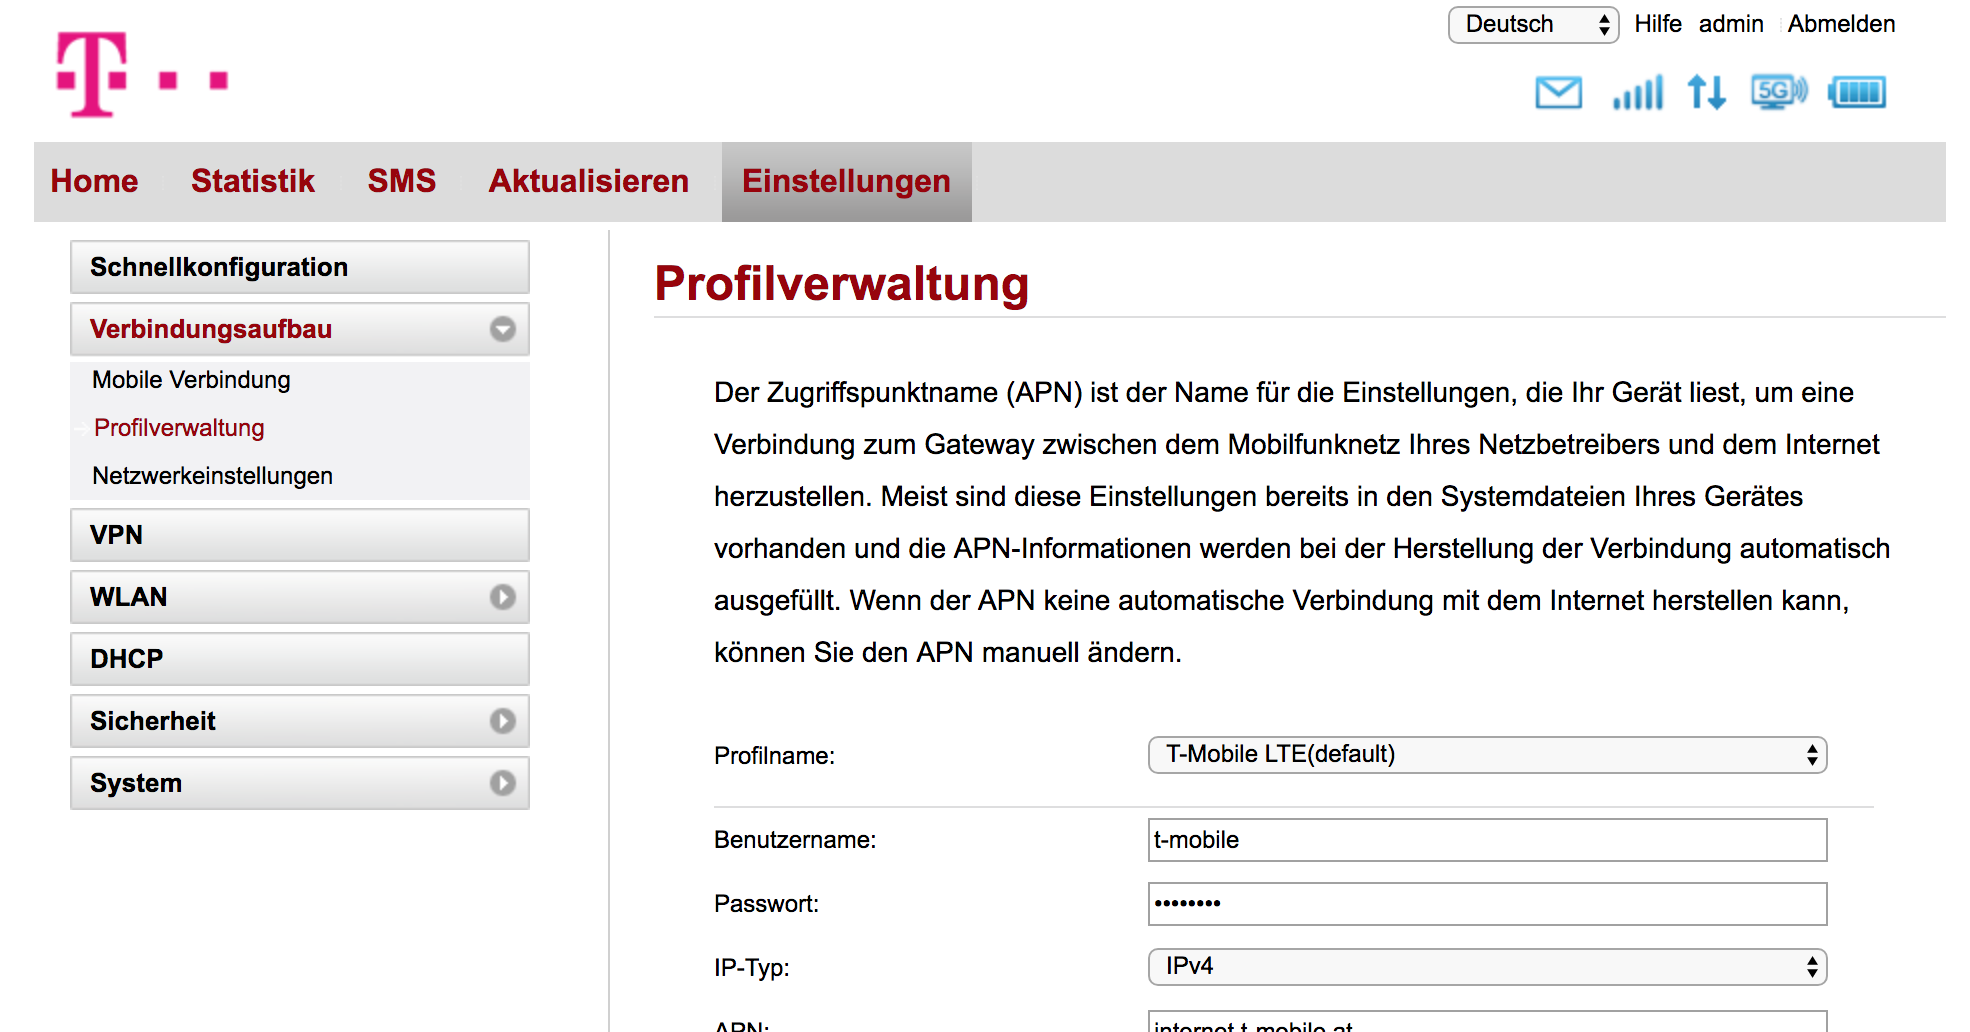 Deutsch Hilfe admin Abmelden
T
5G
Home Statistik SMS Aktualisieren Einstellungen
Schnellkonfiguration
Verbindungsaufbau
Mobile Verbindung
Profilverwaltung
Netzwerkeinstellungen
VPN
WLAN
DHCP
Sicherheit
System
Profilverwaltung
Der Zugriffspunktname (APN) ist der Name für die Einstellungen, die Ihr Gerät liest, um eine
Verbindung zum Gateway zwischen dem Mobilfunknetz Ihres Netzbetreibers und dem Internet
herzustellen. Meist sind diese Einstellungen bereits in den Systemdateien Ihres Gerätes
vorhanden und die APN-Informationen werden bei der Herstellung der Verbindung automatisch
ausgefüllt. Wenn der APN keine automatische Verbindung mit dem Internet herstellen kann,
können Sie den APN manuell ändern.
Profilname: T-Mobile LTE(default)
Benutzername: t-mobile
Passwort: ••••••••
IP-Typ: IPv4
APN: internet.t-mobile.at